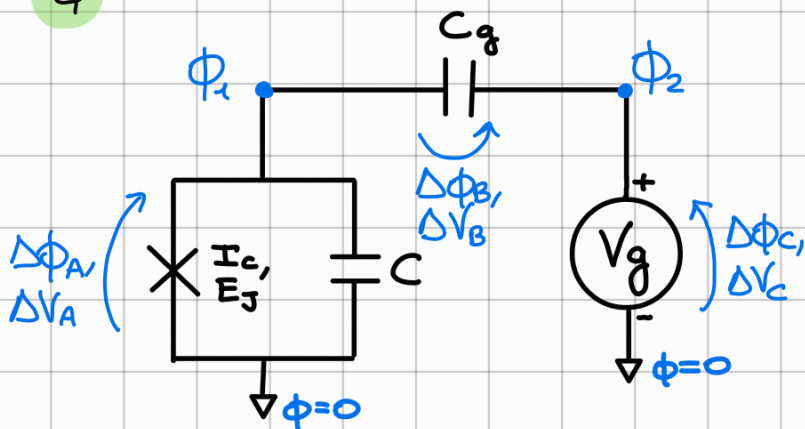 Cg
ϕ₁
ϕ₂
ΔϕB,
ΔVB
+
ΔϕA,
ΔVA
Ic,
EJ
C
Vg
ΔϕC,
ΔVC
-
ϕ=0
ϕ=0